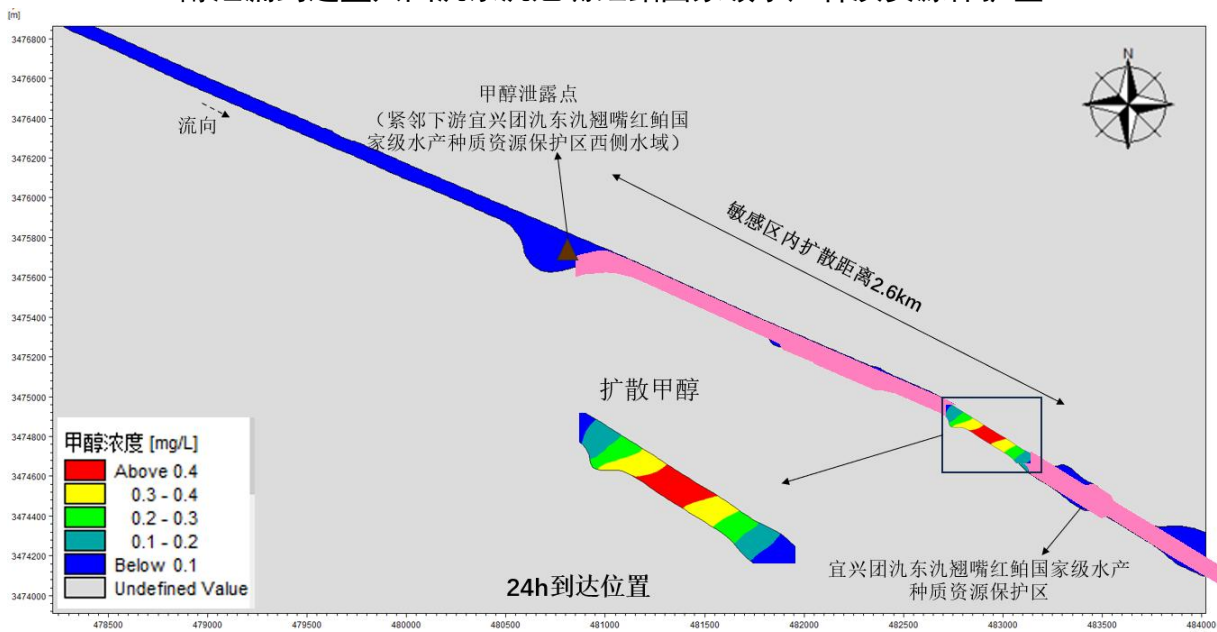 [m]
3476800
3476600
3476400
3476200
3476000
3475800
3475600
3475400
3475200
3475000
3474800
3474600
3474400
3474200
3474000
流向
甲醇泄露点
（紧邻下游宜兴团氿东氿翘嘴红鲌国
家级水产种质资源保护区西侧水域）
N
敏感区内扩散距离2.6km
扩散甲醇
24h到达位置
宜兴团氿东氿翘嘴红鲌国家级水产
种质资源保护区
甲醇浓度 [mg/L]
Above 0.4
0.3 - 0.4
0.2 - 0.3
0.1 - 0.2
Below 0.1
Undefined Value
478500 479000 479500 480000 480500 481000 481500 482000 482500 483000 483500 484000